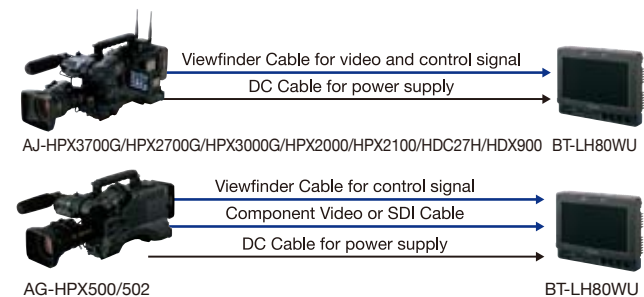 Viewfinder Cable for video and control signal
DC Cable for power supply
AJ-HPX3700G/HPX2700G/HPX3000G/HPX2000/HPX2100/HDC27H/HDX900 BT-LH80WU
Viewfinder Cable for control signal
Component Video or SDI Cable
DC Cable for power supply
AG-HPX500/502 BT-LH80WU